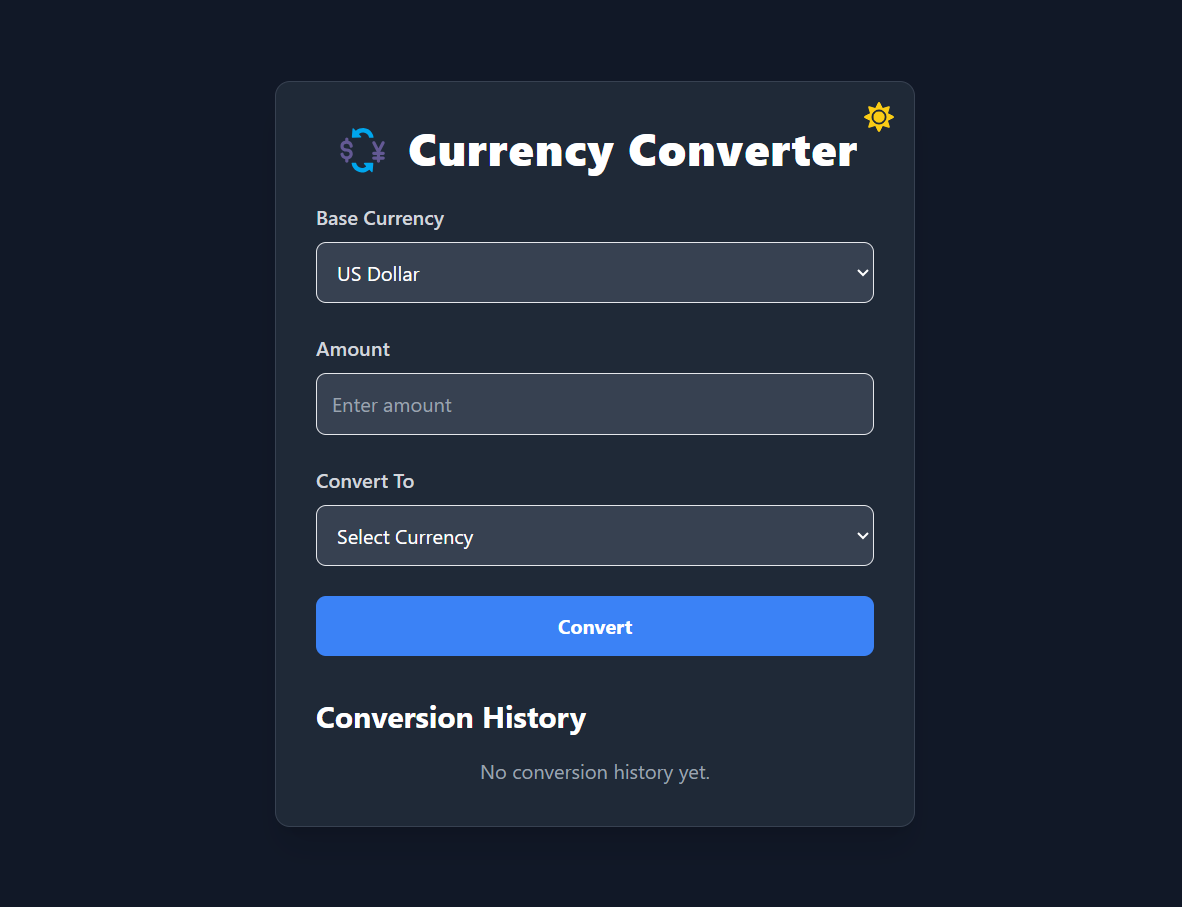 $ ¥ Currency Converter
Base Currency
US Dollar
Amount
Enter amount
Convert To
Select Currency
Convert
Conversion History
No conversion history yet.